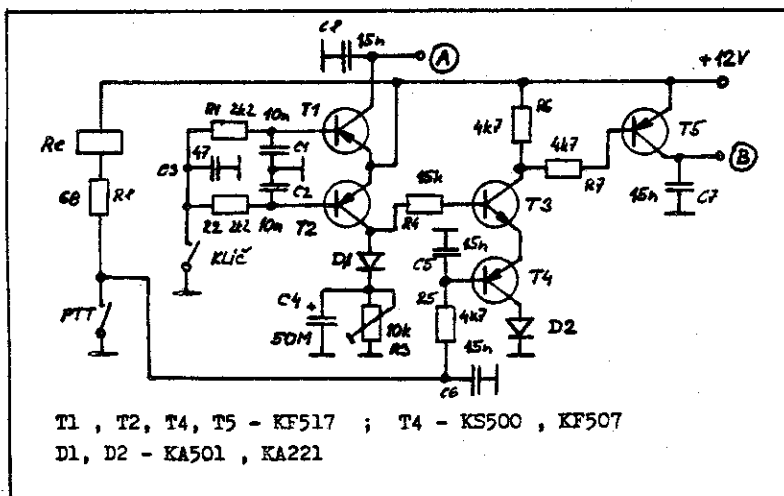 C8 15n A
+12V
R1 2k2 10n T1
R6
4k7
4k7
T5
Re
C3 47 C1
B
68 R8
C2
15k
R7
15n C7
22 2k2 10n T2
R4
T3
KLíč
15n
D1
C5
T4
C4 +
25
PTT
50M
10k
R3
4k7
D2
15n
C6
T1 , T2, T4, T5 - KF517 ; T4 - KS500 , KF507
D1, D2 - KA501 , KA221